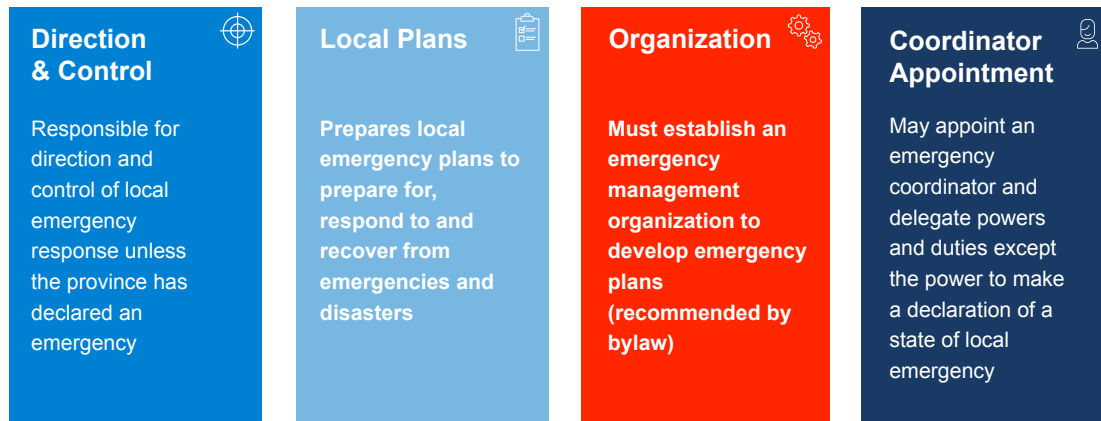 Direction
& Control
Responsible for
direction and
control of local
emergency
response unless
the province has
declared an
emergency
Local Plans
Prepares local
emergency plans to
prepare for,
respond to and
recover from
emergencies and
disasters
Organization
Must establish an
emergency
management
organization to
develop emergency
plans
(recommended by
bylaw)
Coordinator
Appointment
May appoint an
emergency
coordinator and
delegate powers
and duties except
the power to make
a declaration of a
state of local
emergency